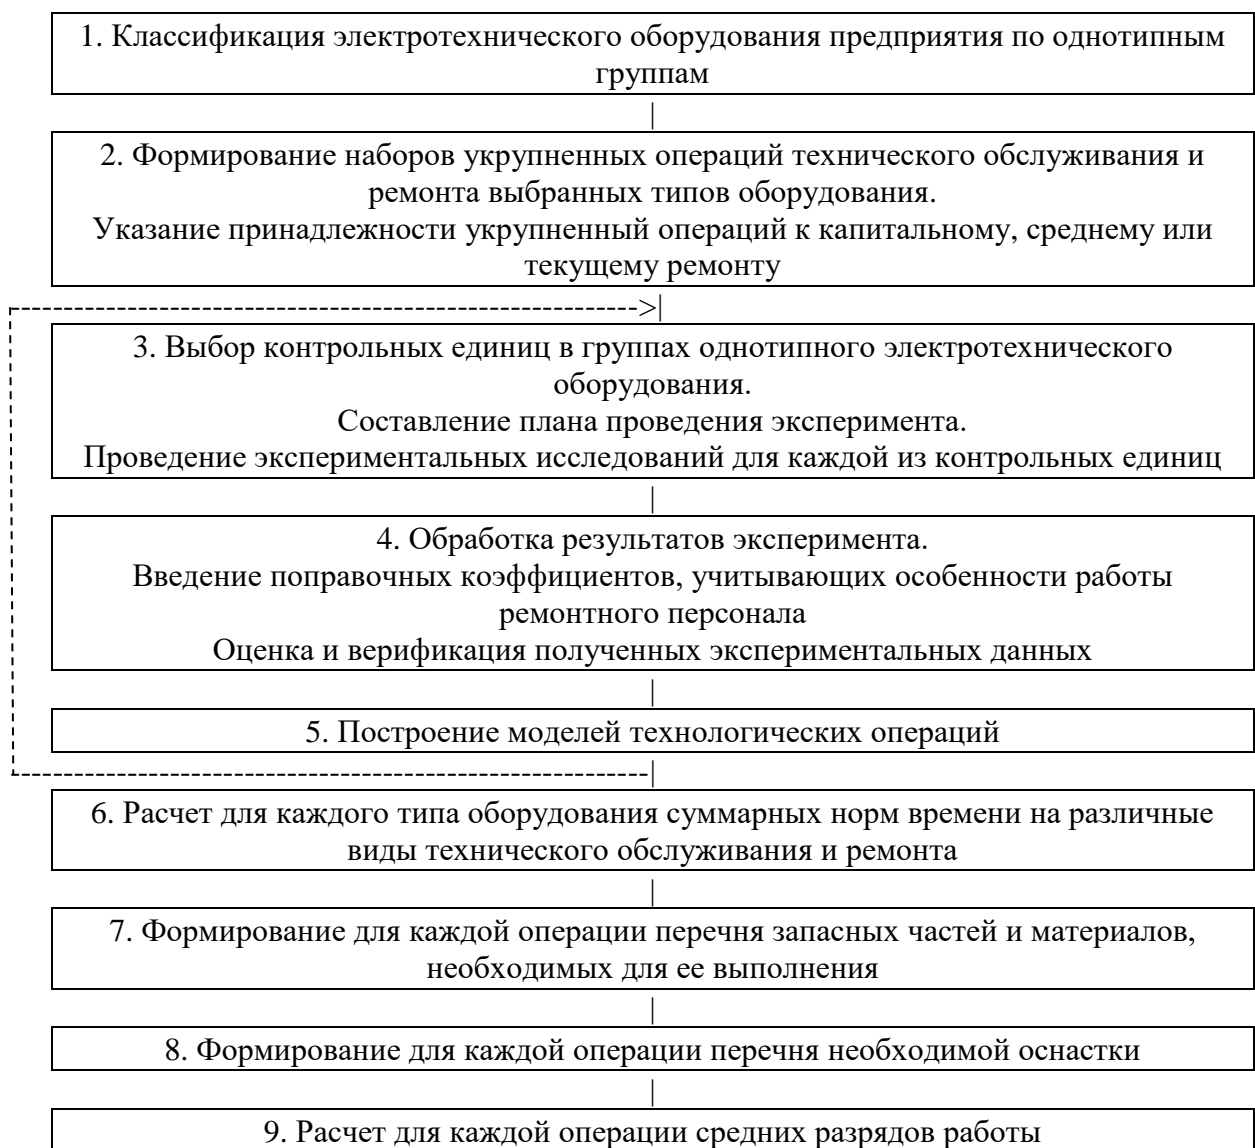 1. Классификация электротехнического оборудования предприятия по однотипным
группам
2. Формирование наборов укрупненных операций технического обслуживания и
ремонта выбранных типов оборудования.
Указание принадлежности укрупненный операций к капитальному, среднему или
текущему ремонту
3. Выбор контрольных единиц в группах однотипного электротехнического
оборудования.
Составление плана проведения эксперимента.
Проведение экспериментальных исследований для каждой из контрольных единиц
4. Обработка результатов эксперимента.
Введение поправочных коэффициентов, учитывающих особенности работы
ремонтного персонала
Оценка и верификация полученных экспериментальных данных
5. Построение моделей технологических операций
6. Расчет для каждого типа оборудования суммарных норм времени на различные
виды технического обслуживания и ремонта
7. Формирование для каждой операции перечня запасных частей и материалов,
необходимых для ее выполнения
8. Формирование для каждой операции перечня необходимой оснастки
9. Расчет для каждой операции средних разрядов работы